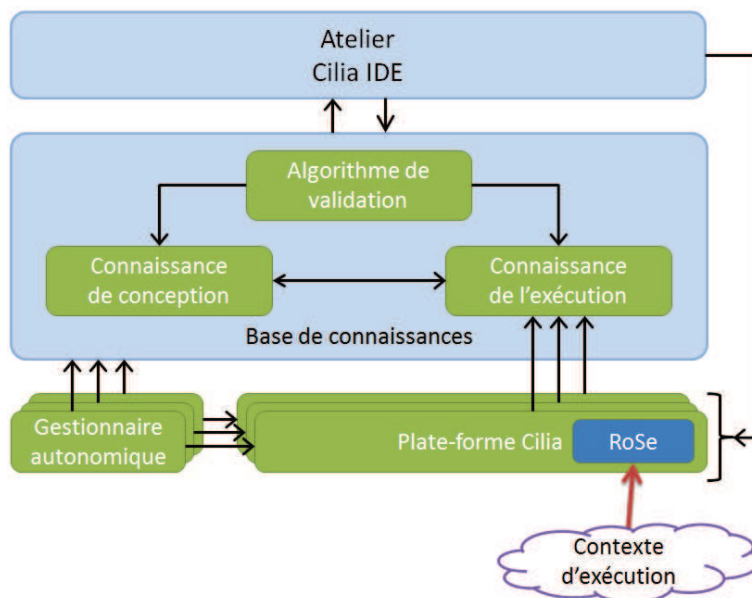 Atelier
Cilia IDE
Algorithme de
validation
Connaissance
de conception
Connaissance
de l'exécution
Base de connaissances
Gestionnaire
autonomique
Plate-forme Cilia
RoSe
Contexte
d'exécution